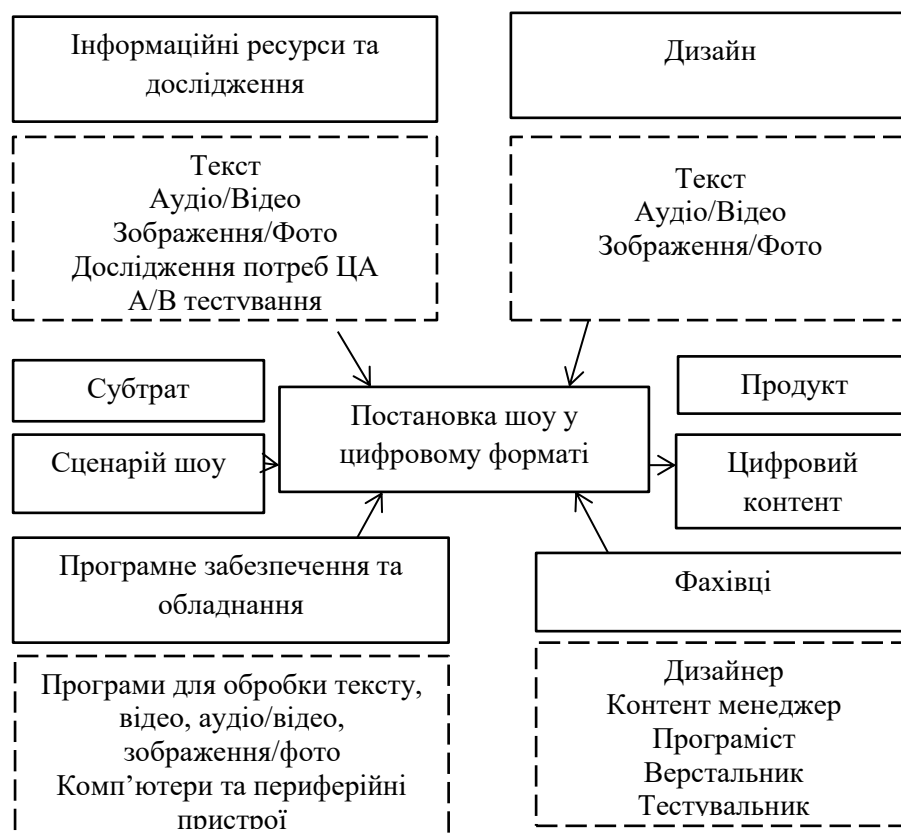 Інформаційні ресурси та
дослідження
Дизайн
Текст
Аудіо/Відео
Зображення/Фото
Дослідження потреб ЦА
А/В тестування
Текст
Аудіо/Відео
Зображення/Фото
Субтрат
Сценарій шоу
Постановка шоу у
цифровому форматі
Продукт
Цифровий
контент
Програмне забезпечення та
обладнання
Програми для обробки тексту,
відео, аудіо/відео,
зображення/фото
Комп’ютери та периферійні
пристрої
Фахівці
Дизайнер
Контент менеджер
Програміст
Верстальник
Тестувальник